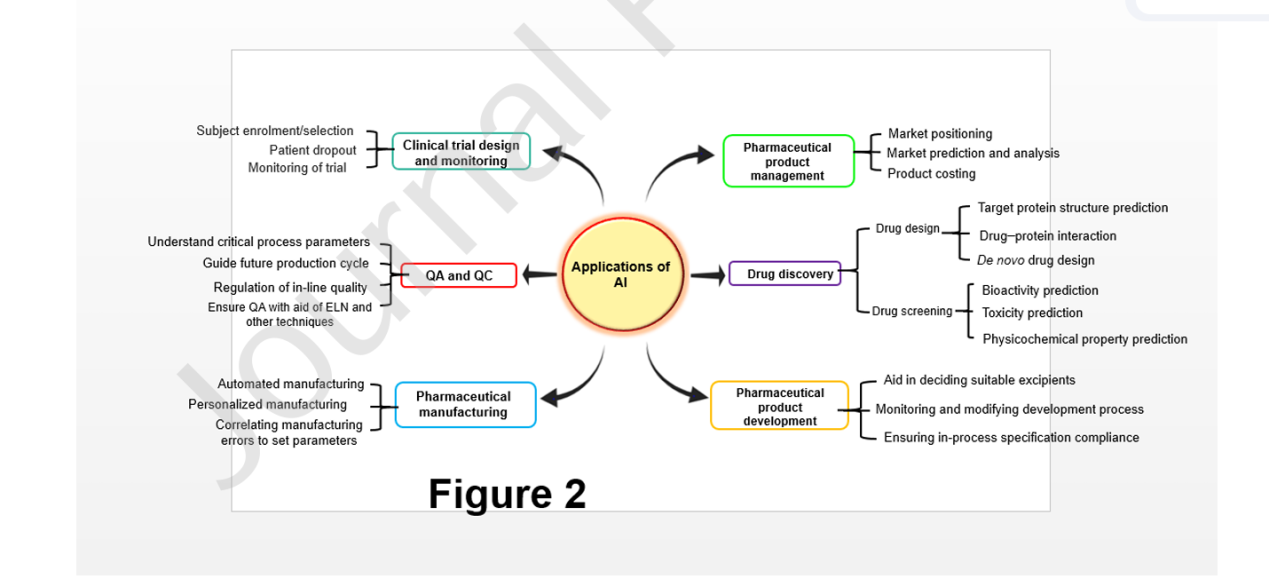 Journal P
Subject enrolment/selection
Patient dropout
Monitoring of trial
Clinical trial design
and monitoring
Pharmaceutical
product
management
Market positioning
Market prediction and analysis
Product costing
Understand critical process parameters
Guide future production cycle
Regulation of in-line quality
Ensure QA with aid of ELN and
other techniques
QA and QC
Applications of
AI
Drug discovery
Drug design
Target protein structure prediction
Drug–protein interaction
De novo drug design
Drug screening
Bioactivity prediction
Toxicity prediction
Physicochemical property prediction
Automated manufacturing
Personalized manufacturing
Correlating manufacturing
errors to set parameters
Pharmaceutical
manufacturing
Pharmaceutical
product
development
Aid in deciding suitable excipients
Monitoring and modifying development process
Ensuring in-process specification compliance
Figure 2